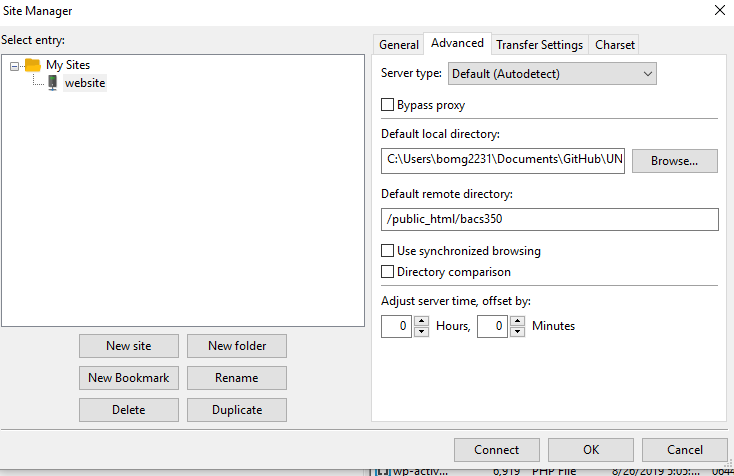 Site Manager
Select entry:
My Sites
website
New site
New folder
New Bookmark
Rename
Delete
Duplicate
General
Advanced
Transfer Settings
Charset
Server type:
Default (Autodetect)
Bypass proxy
Default local directory:
C:\Users\bomg2231\Documents\GitHub\UN
Browse...
Default remote directory:
/public_html/bacs350
Use synchronized browsing
Directory comparison
Adjust server time, offset by:
0 Hours, 0 Minutes
Connect
OK
Cancel
wp-activ... 6,919 PHP File 8/26/2019 5:05:... 0644